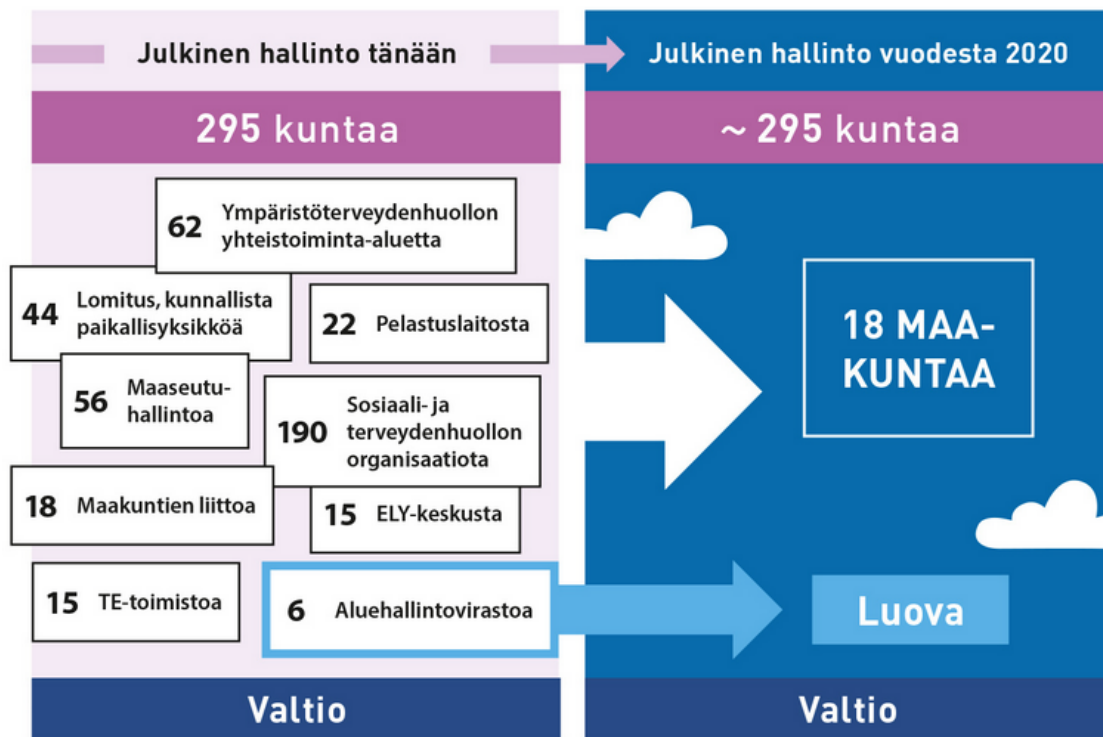 Julkinen hallinto tänään
295 kuntaa
62 Ympäristöterveydenhuollon
yhteistoiminta-aluetta
44 Lomitus, kunnallista
paikallisyksikköä
22 Pelastuslaitosta
56 Maaseutu-
hallintoa
190 Sosiaali- ja
terveydenhuollon
organisaatiota
18 Maakuntien liittoa
15 ELY-keskusta
15 TE-toimistoa
6 Aluehallintovirastoa
Valtio
Julkinen hallinto vuodesta 2020
~ 295 kuntaa
18 MAA-
KUNTAA
Luova
Valtio